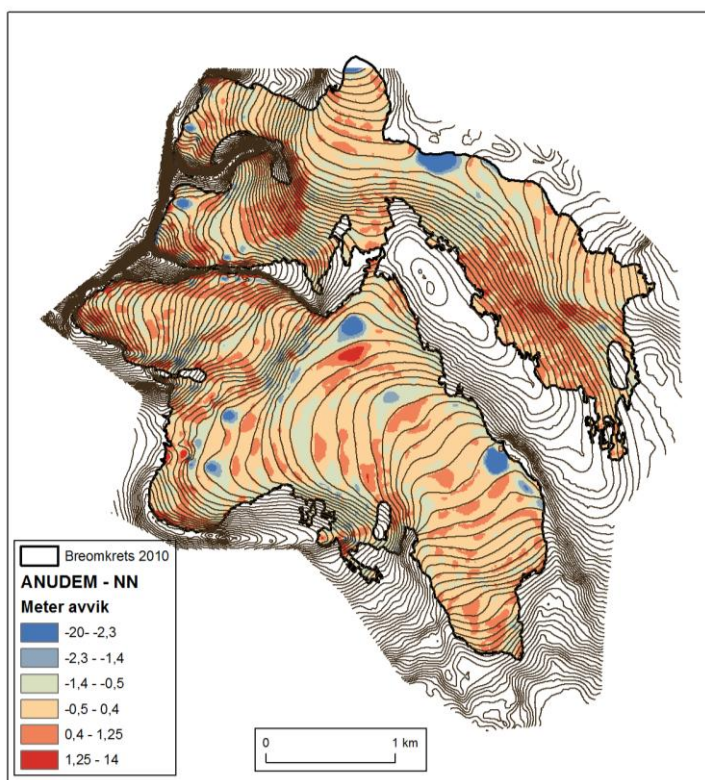 Breomkrets 2010
ANUDEM - NN
Meter avvik
-20- -2,3
-2,3 - -1,4
-1,4 - -0,5
-0,5 - 0,4
0,4 - 1,25
1,25 - 14
0 1 km